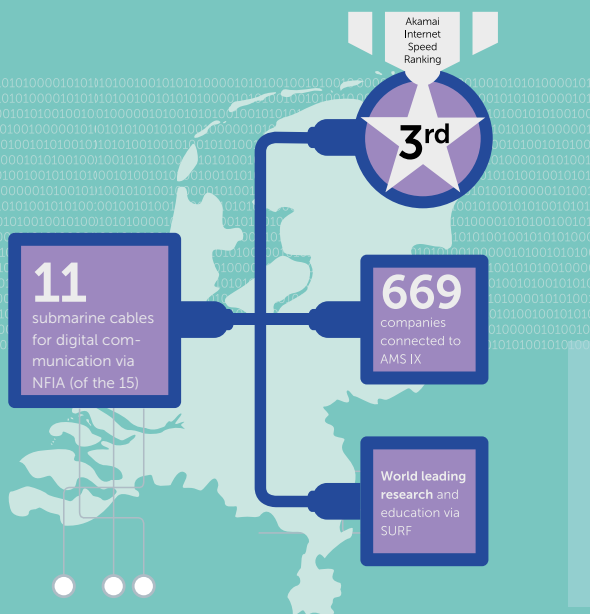 Akamai
Internet
Speed
Ranking
3rd
11
submarine cables
for digital com-
munication via
NFIA (of the 15)
669
companies
connected to
AMS IX
World leading
research and
education via
SURF